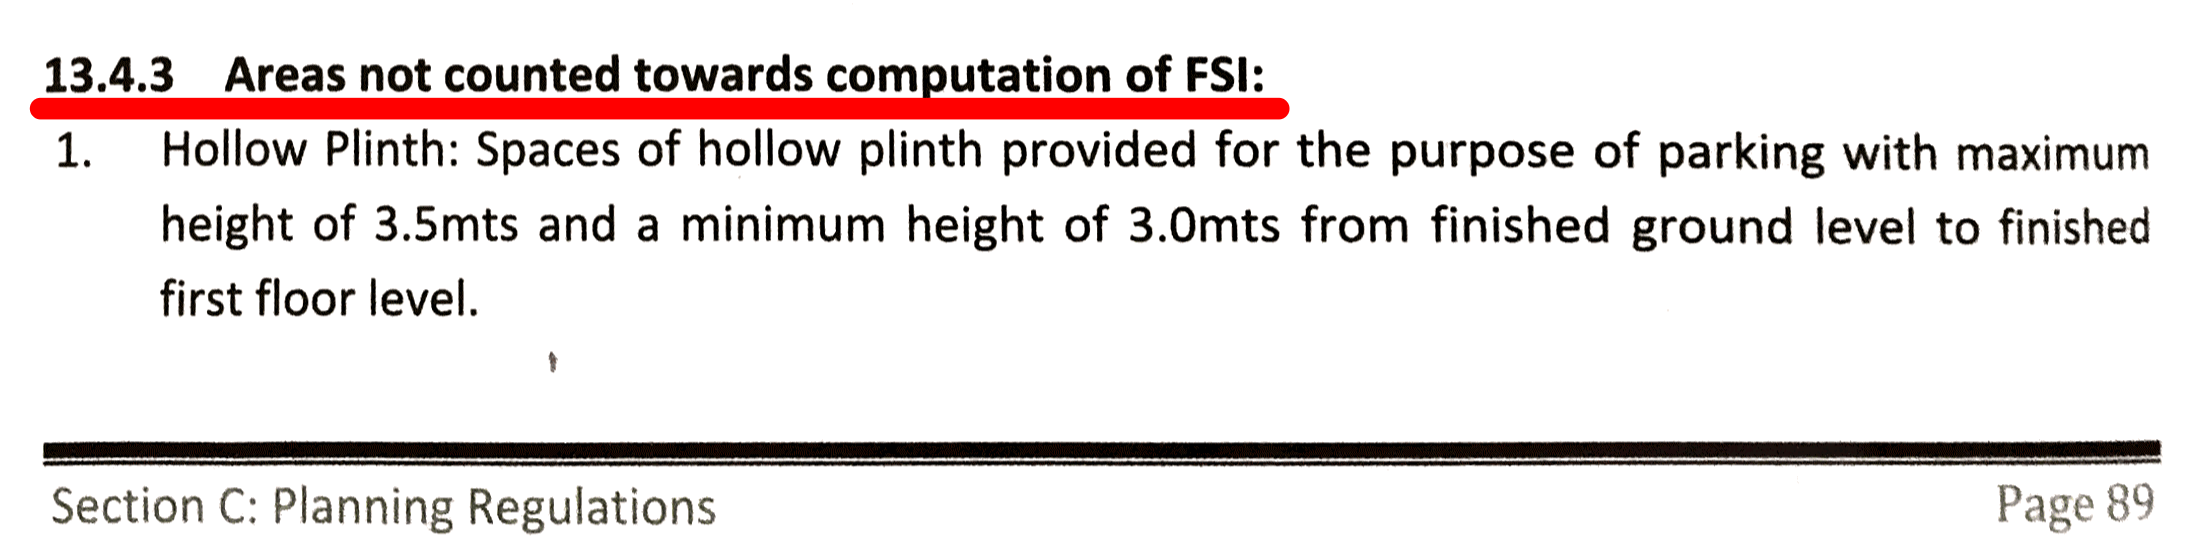 13.4.3 Areas not counted towards computation of FSI:
1. Hollow Plinth: Spaces of hollow plinth provided for the purpose of parking with maximum
height of 3.5mts and a minimum height of 3.0mts from finished ground level to finished
first floor level.
Section C: Planning Regulations
Page 89